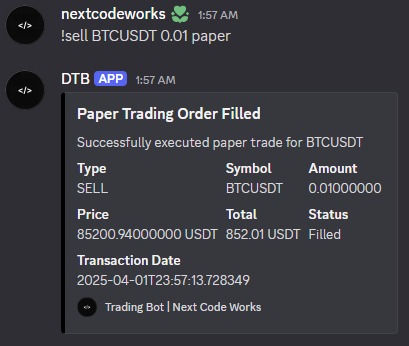 nextcodeworks 1:57 AM
!sell BTCUSDT 0.01 paper
DTB APP 1:57 AM
Paper Trading Order Filled
Successfully executed paper trade for BTCUSDT
Type Symbol Amount
SELL BTCUSDT 0.01000000
Price Total Status
85200.94000000 USDT 852.01 USDT Filled
Transaction Date
2025-04-01T23:57:13.728349
Trading Bot | Next Code Works